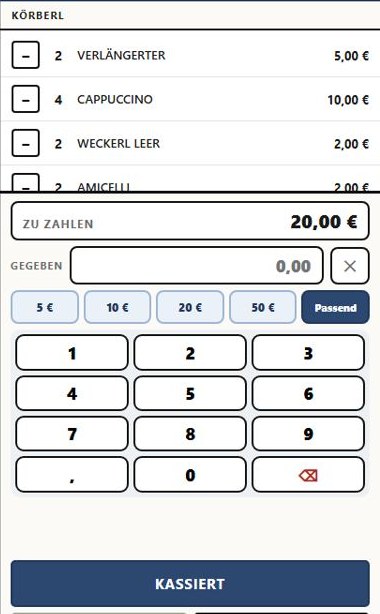 KÖRBERL
– 2 VERLÄNGERTER 5,00 €
– 4 CAPPUCCINO 10,00 €
– 2 WECKERL LEER 2,00 €
– 2 AMICELLI 2,00 €
ZU ZAHLEN 20,00 €
GEGEBEN 0,00 ×
5 € 10 € 20 € 50 € Passend
1 2 3
4 5 6
7 8 9
, 0 ⌫
KASSIERT